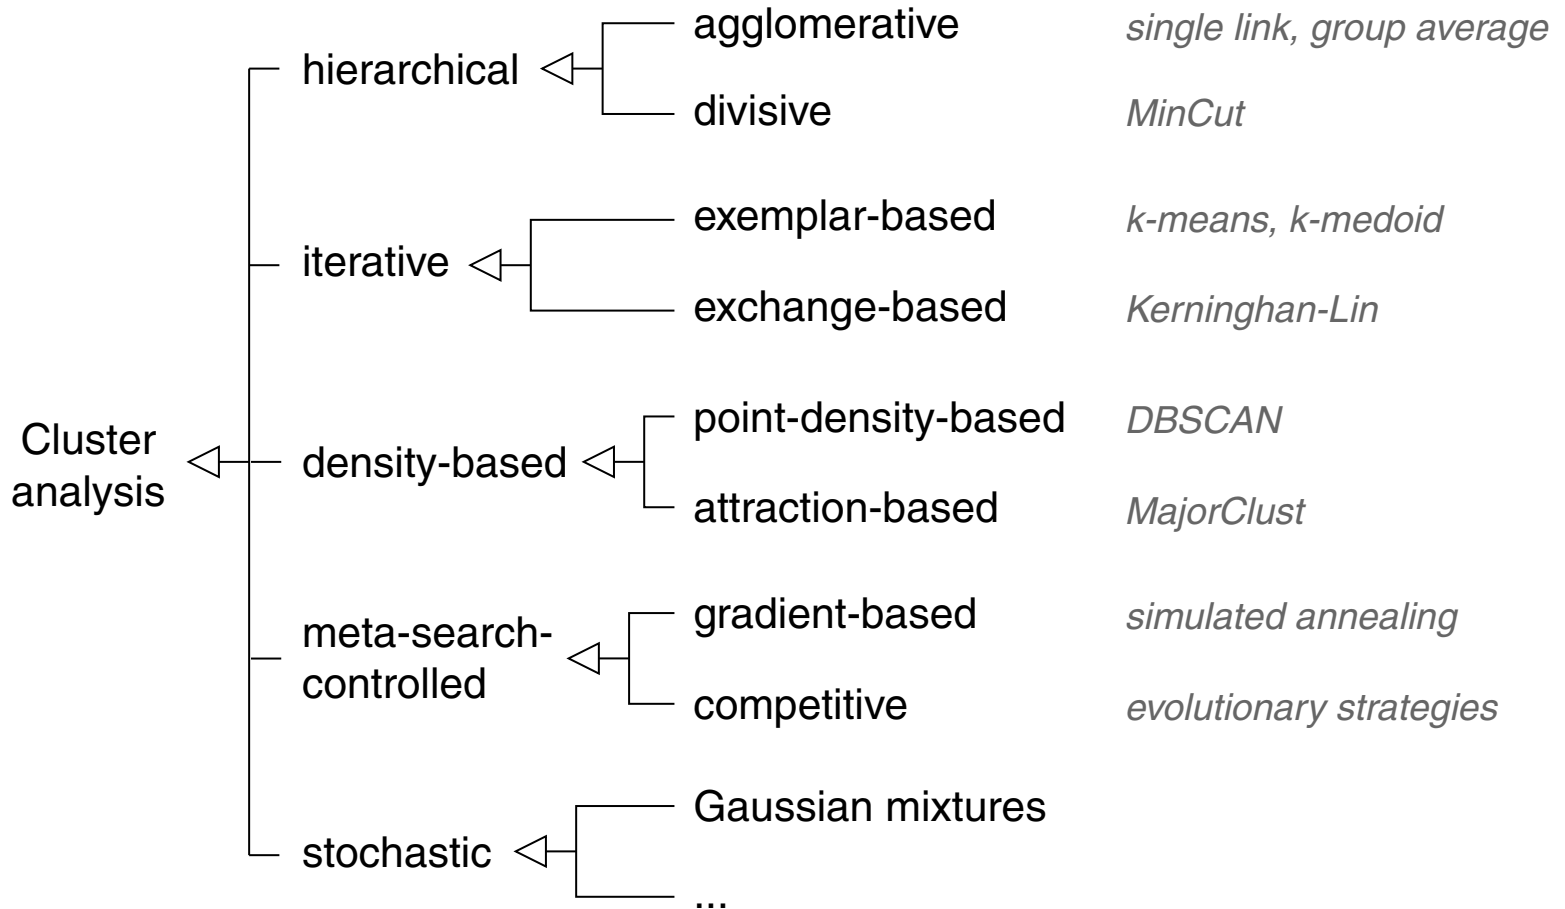 agglomerative single link, group average
hierarchical
divisive MinCut
exemplar-based k-means, k-medoid
iterative
exchange-based Kerninghan-Lin
point-density-based DBSCAN
Cluster
analysis
density-based
attraction-based MajorClust
gradient-based simulated annealing
meta-search-
controlled
competitive evolutionary strategies
Gaussian mixtures
stochastic
...